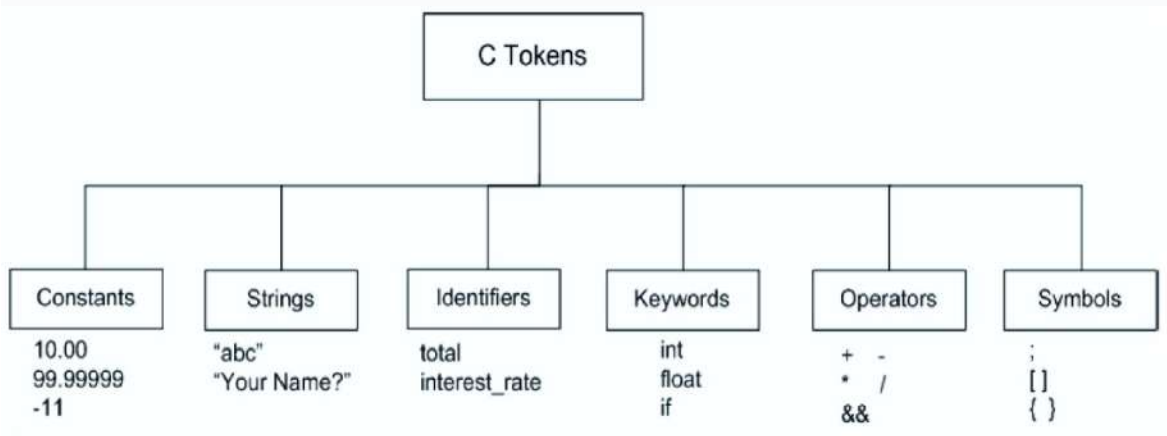 C Tokens
Constants
Strings
Identifiers
Keywords
Operators
Symbols
10.00
99.99999
-11
“abc”
“Your Name?”
total
interest_rate
int
float
if
+ -
* /
&&
;
[ ]
{ }